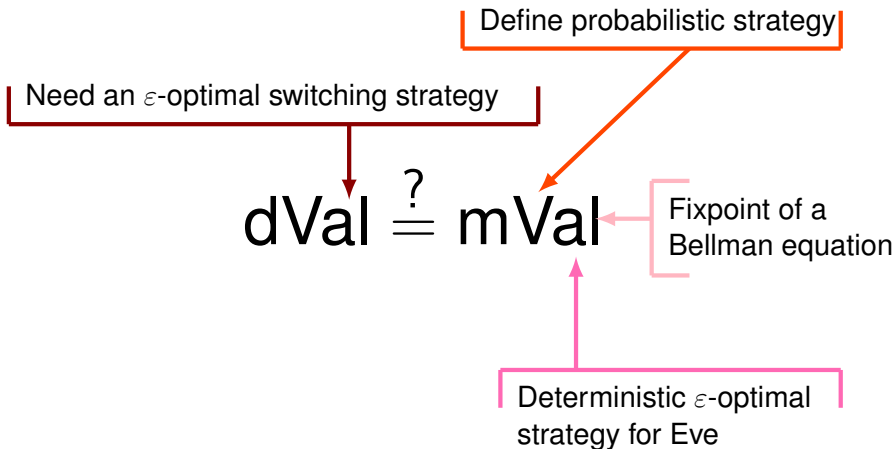 Define probabilistic strategy
Need an ε-optimal switching strategy
?
dVal = mVal
Fixpoint of a
Bellman equation
Deterministic ε-optimal
strategy for Eve